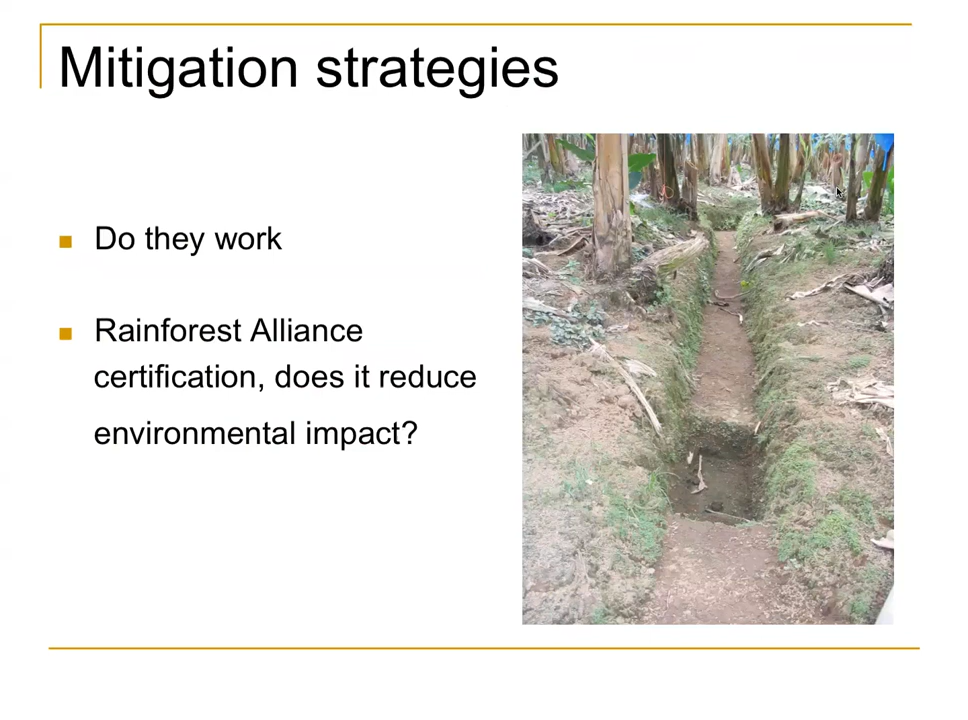 Mitigation strategies
Do they work
Rainforest Alliance
certification, does it reduce
environmental impact?